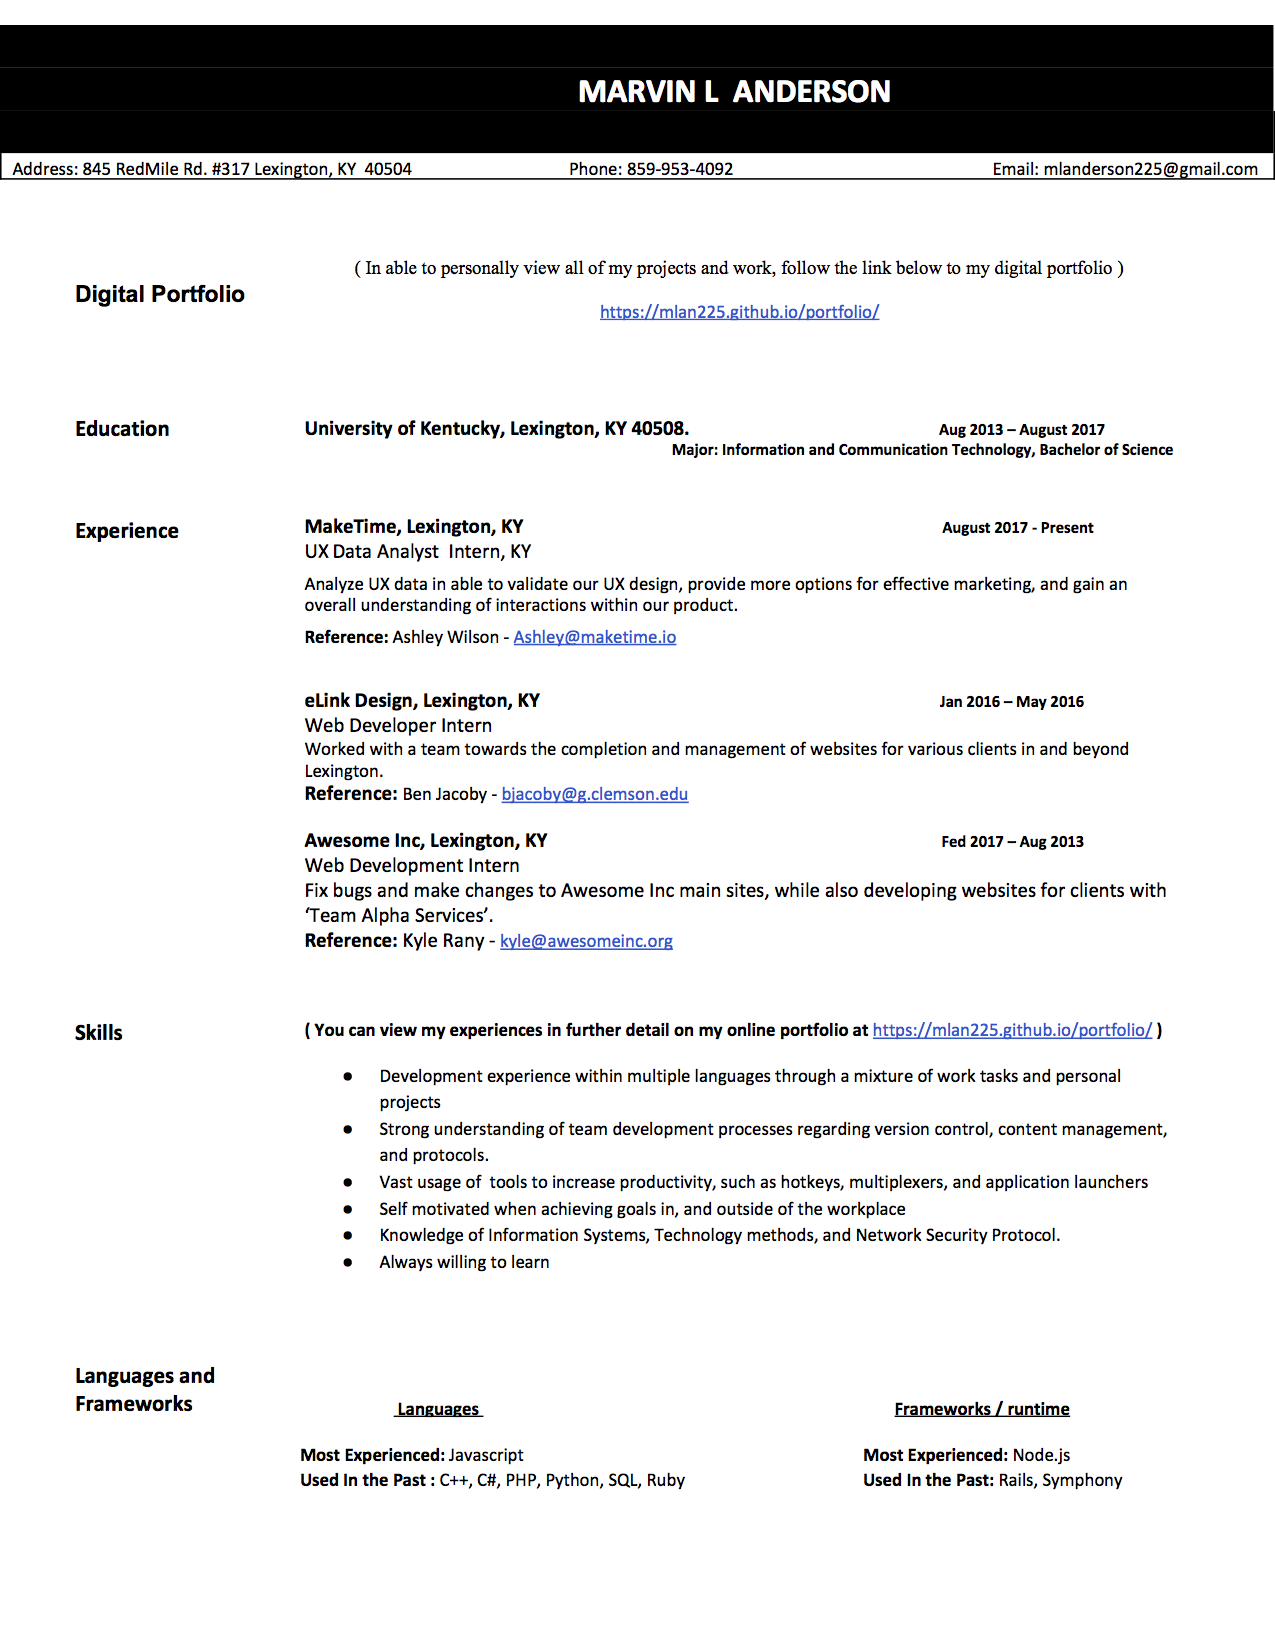 MARVIN L  ANDERSON
Address: 845 RedMile Rd. #317 Lexington, KY  40504 Phone: 859-953-4092 Email: mlanderson225@gmail.com
( In able to personally view all of my projects and work, follow the link below to my digital portfolio )
Digital Portfolio
https://mlan225.github.io/portfolio/
Education University of Kentucky, Lexington, KY 40508. Aug 2013 – August 2017
Major: Information and Communication Technology, Bachelor of Science
Experience MakeTime, Lexington, KY August 2017 - Present
UX Data Analyst  Intern, KY
Analyze UX data in able to validate our UX design, provide more options for effective marketing, and gain an
overall understanding of interactions within our product.
Reference: Ashley Wilson - Ashley@maketime.io
eLink Design, Lexington, KY Jan 2016 – May 2016
Web Developer Intern
Worked with a team towards the completion and management of websites for various clients in and beyond
Lexington.
Reference: Ben Jacoby - bjacoby@g.clemson.edu
Awesome Inc, Lexington, KY Fed 2017 – Aug 2013
Web Development Intern
Fix bugs and make changes to Awesome Inc main sites, while also developing websites for clients with
‘Team Alpha Services’.
Reference: Kyle Rany - kyle@awesomeinc.org
Skills ( You can view my experiences in further detail on my online portfolio at https://mlan225.github.io/portfolio/ )
● Development experience within multiple languages through a mixture of work tasks and personal
projects
● Strong understanding of team development processes regarding version control, content management,
and protocols.
● Vast usage of  tools to increase productivity, such as hotkeys, multiplexers, and application launchers
● Self motivated when achieving goals in, and outside of the workplace
● Knowledge of Information Systems, Technology methods, and Network Security Protocol.
● Always willing to learn
Languages and
Frameworks
Languages Frameworks / runtime
Most Experienced: Javascript Most Experienced: Node.js
Used In the Past : C++, C#, PHP, Python, SQL, Ruby Used In the Past: Rails, Symphony